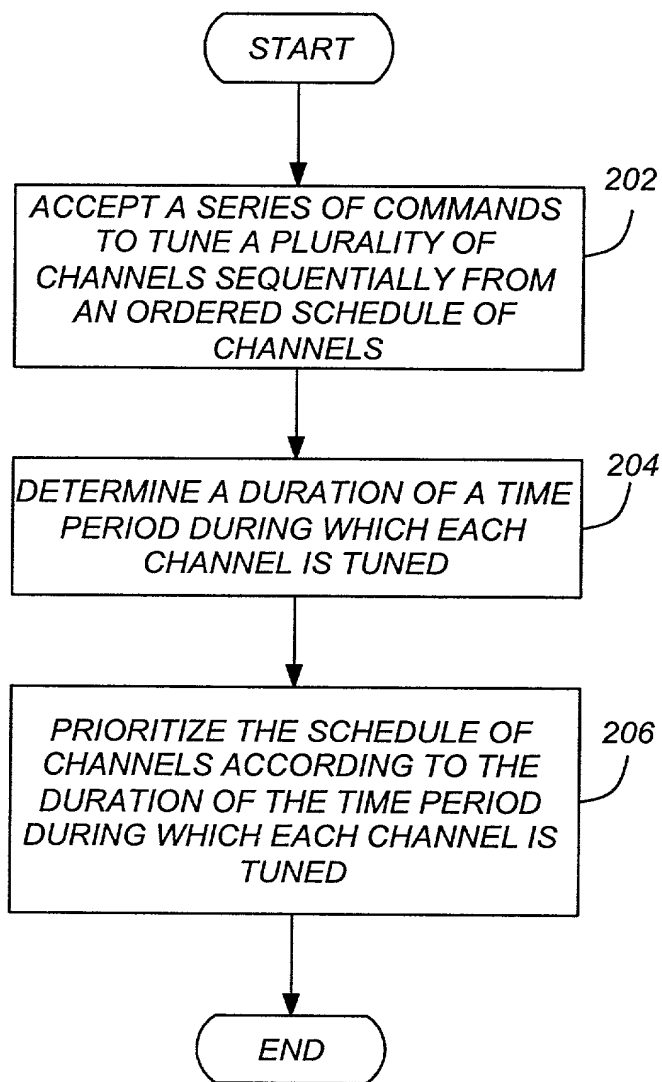 START
202
ACCEPT A SERIES OF COMMANDS
TO TUNE A PLURALITY OF
CHANNELS SEQUENTIALLY FROM
AN ORDERED SCHEDULE OF
CHANNELS
204
DETERMINE A DURATION OF A TIME
PERIOD DURING WHICH EACH
CHANNEL IS TUNED
206
PRIORITIZE THE SCHEDULE OF
CHANNELS ACCORDING TO THE
DURATION OF THE TIME PERIOD
DURING WHICH EACH CHANNEL IS
TUNED
END